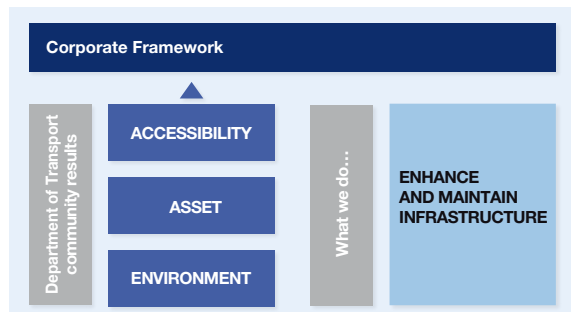 Corporate Framework
Department of Transport
community results
ACCESSIBILITY
ASSET
ENVIRONMENT
What we do...
ENHANCE
AND MAINTAIN
INFRASTRUCTURE